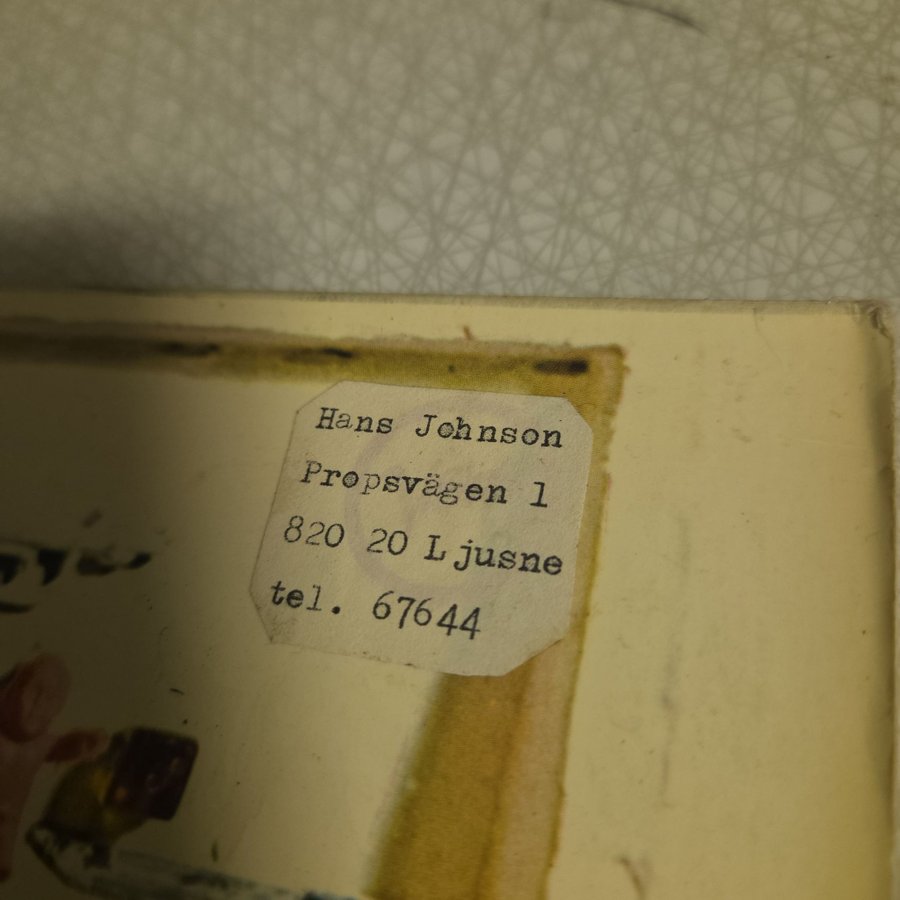 Hans Johnson
Propsvägen 1
820 20 Ljusne
tel. 67644